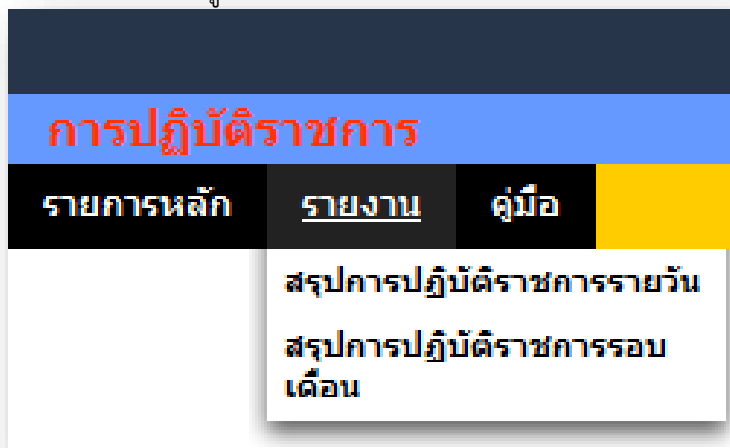 การปฏิบัติราชการ
รายการหลัก รายงาน คู่มือ
สรุปการปฏิบัติราชการรายวัน
สรุปการปฏิบัติราชการรอบ
เดือน